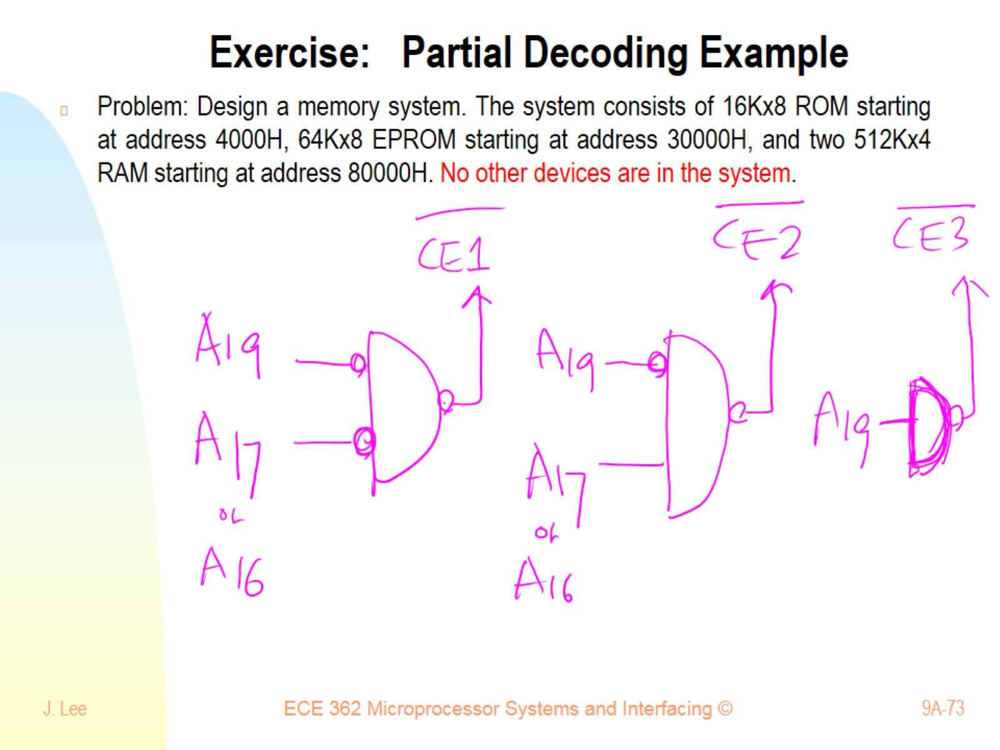 Exercise: Partial Decoding Example
Problem: Design a memory system. The system consists of 16Kx8 ROM starting
at address 4000H, 64Kx8 EPROM starting at address 30000H, and two 512Kx4
RAM starting at address 80000H. No other devices are in the system.
CE1
CE2
CE3
A19
A17
or
A16
A19
A17
or
A16
A19
J. Lee
ECE 362 Microprocessor Systems and Interfacing ©
9A-73